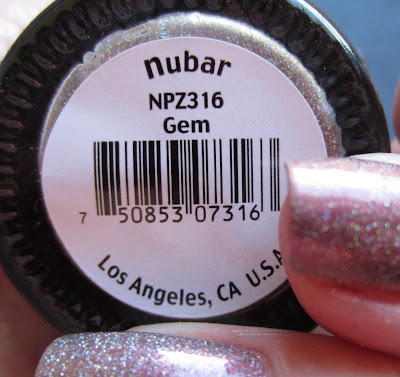 nubar
NPZ316
Gem
7 50853 07316
Los Angeles, CA U.S.A